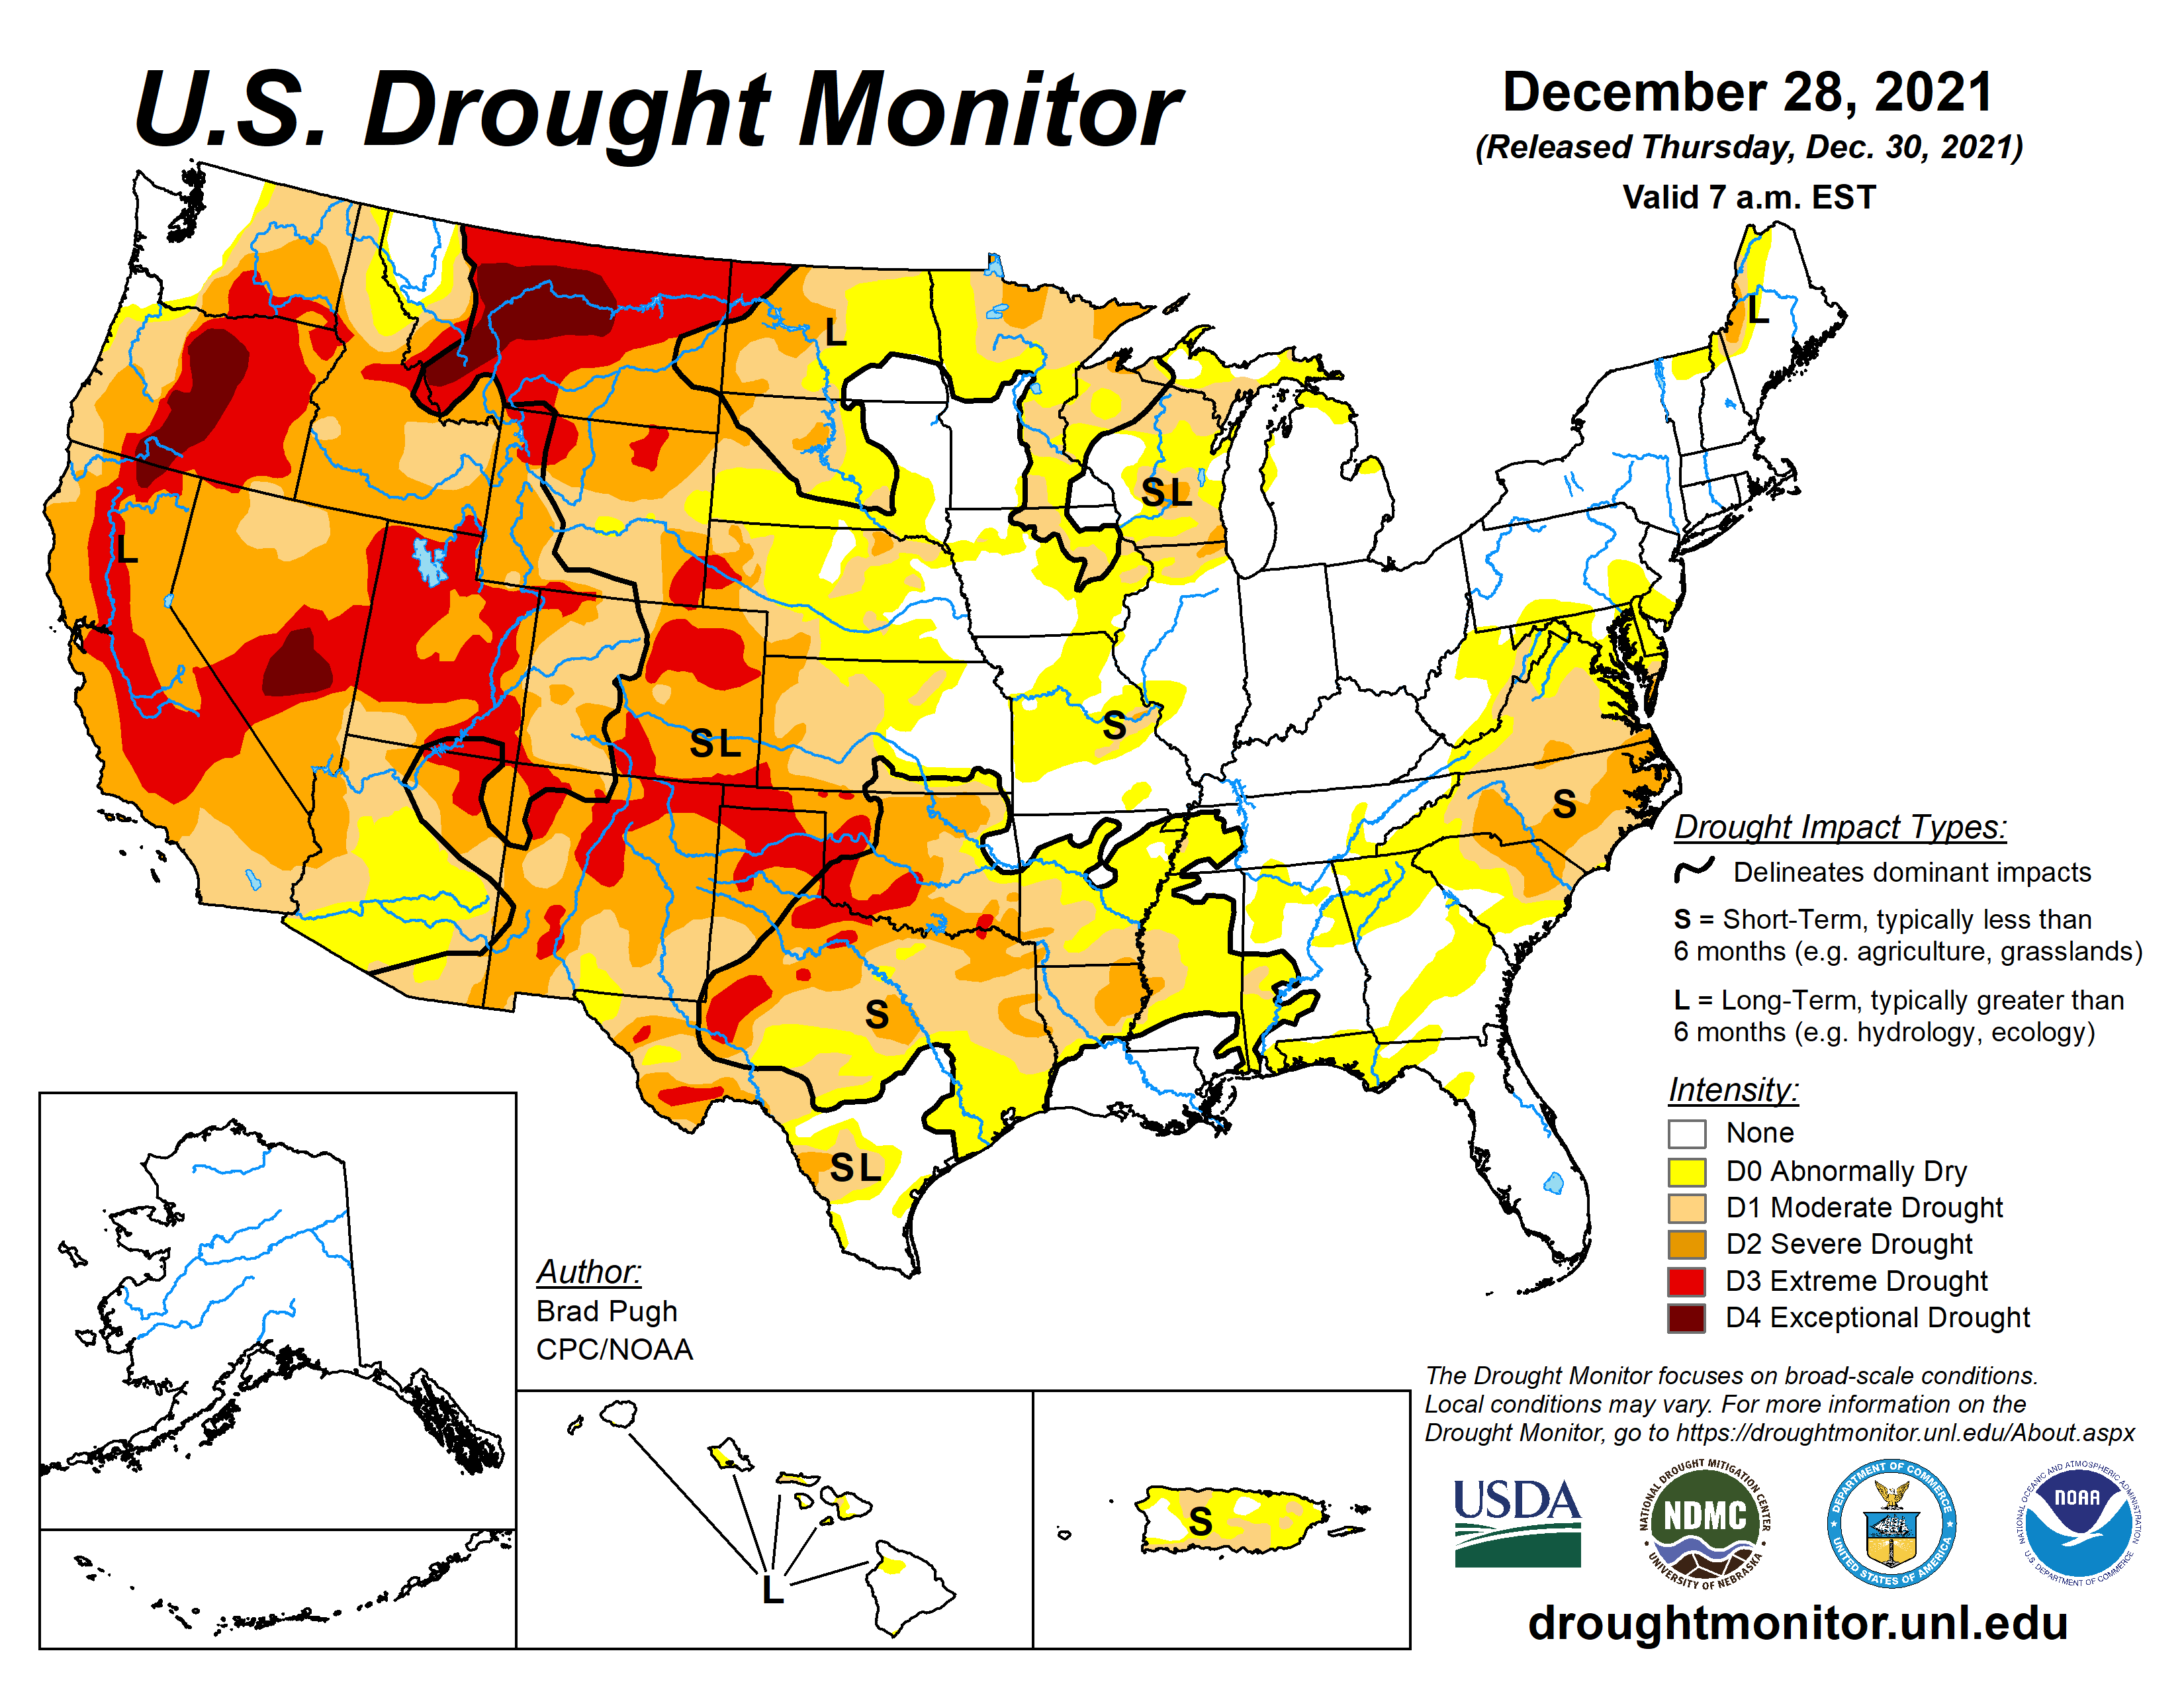 U.S. Drought Monitor
December 28, 2021
(Released Thursday, Dec. 30, 2021)
Valid 7 a.m. EST
L
L
SL
L
S
SL
S
S
SL
Drought Impact Types:
Delineates dominant impacts
S = Short-Term, typically less than
6 months (e.g. agriculture, grasslands)
L = Long-Term, typically greater than
6 months (e.g. hydrology, ecology)
Intensity:
None
D0 Abnormally Dry
D1 Moderate Drought
D2 Severe Drought
D3 Extreme Drought
D4 Exceptional Drought
Author:
Brad Pugh
CPC/NOAA
The Drought Monitor focuses on broad-scale conditions.
Local conditions may vary. For more information on the
Drought Monitor, go to https://droughtmonitor.unl.edu/About.aspx
L
S
USDA
NATIONAL DROUGHT MITIGATION CENTER
NDMC
UNIVERSITY OF NEBRASKA
DEPARTMENT OF COMMERCE
UNITED STATES OF AMERICA
NATIONAL OCEANIC AND ATMOSPHERIC ADMINISTRATION
NOAA
U.S. DEPARTMENT OF COMMERCE
droughtmonitor.unl.edu